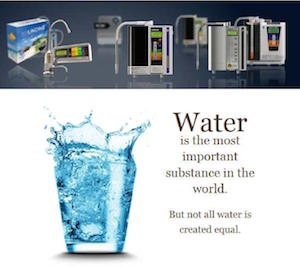 Water
is the most
important
substance in the
world.
But not all water is
created equal.